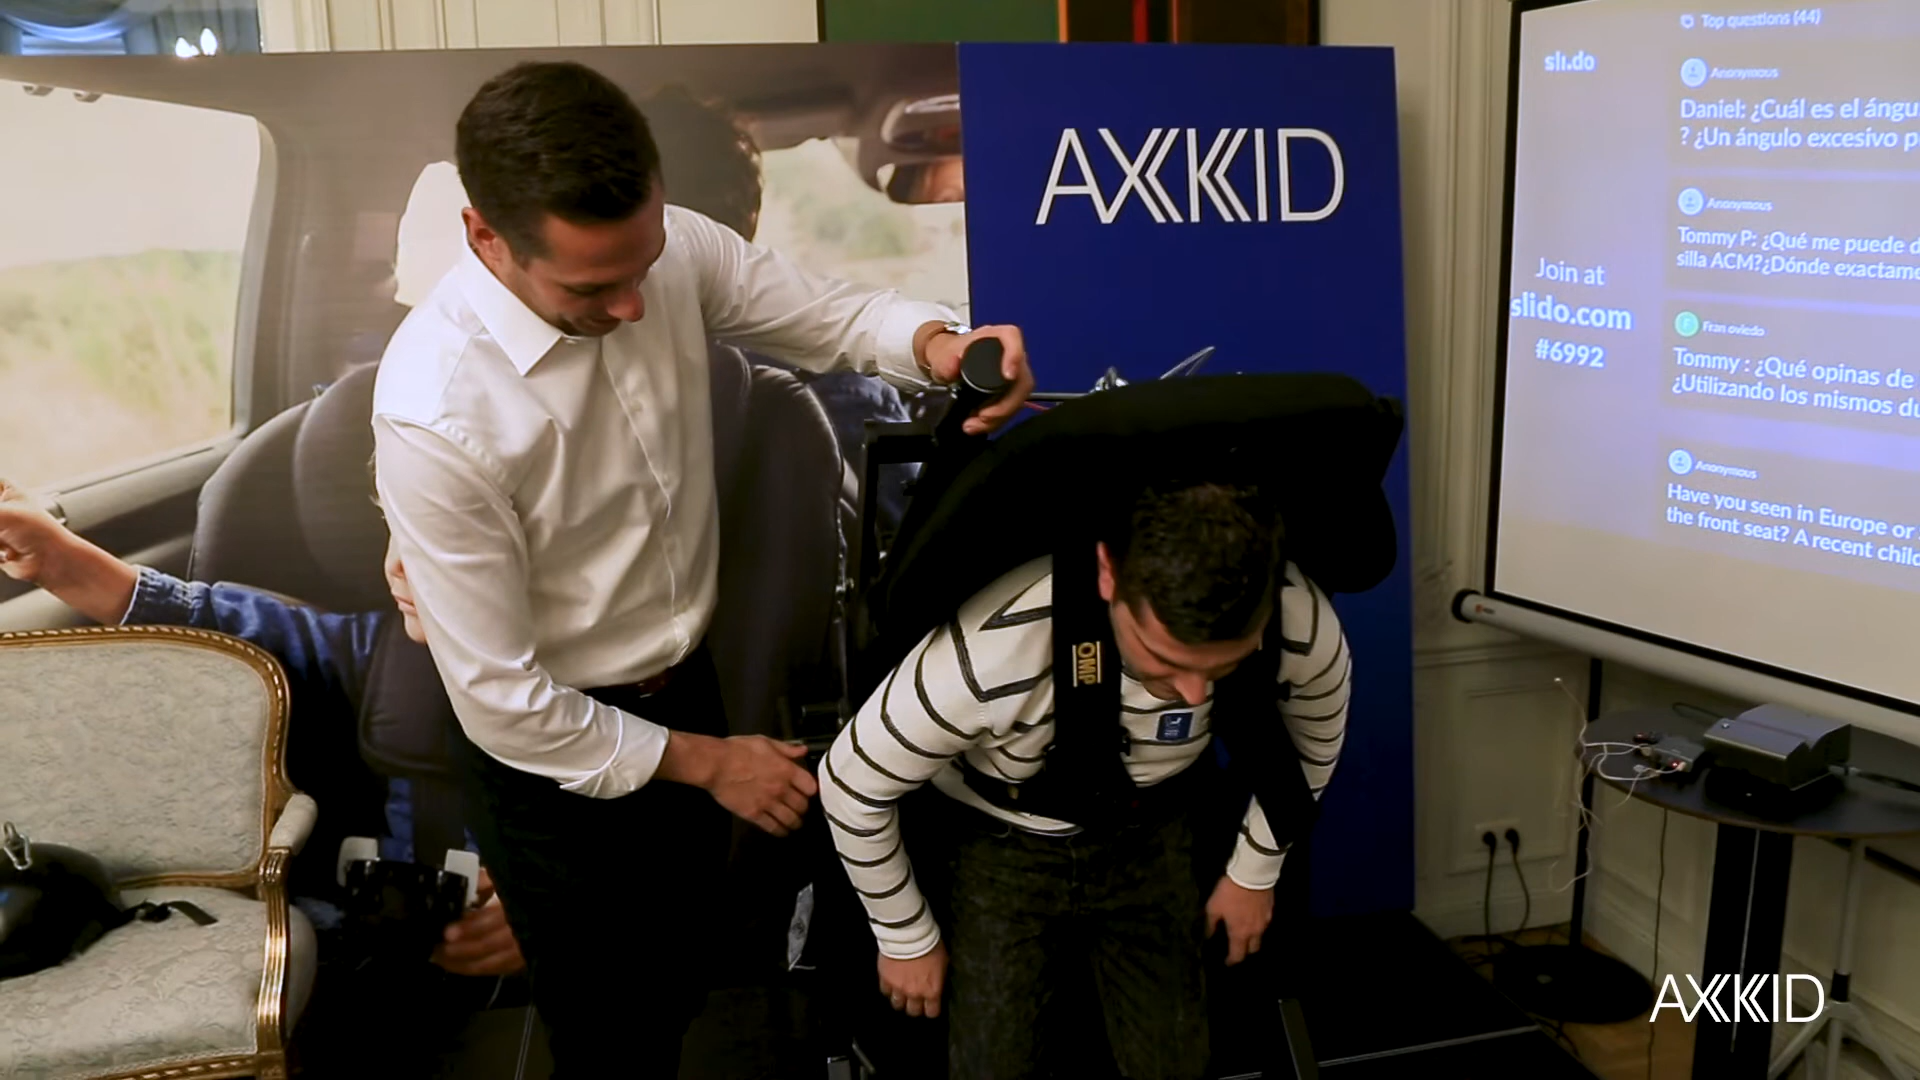 AXKID
Top questions (44)
sli.do
Anonymous
Daniel: ¿Cuál es el ángu
? ¿Un ángulo excesivo p
Anonymous
Tommy P: ¿Qué me puede d
silla ACM?¿Dónde exactame
Join at
slido.com
#6992
Fran oviedo
Tommy : ¿Qué opinas de
¿Utilizando los mismos du
Anonymous
Have you seen in Europe or
the front seat? A recent chilc
OMP
AXKID